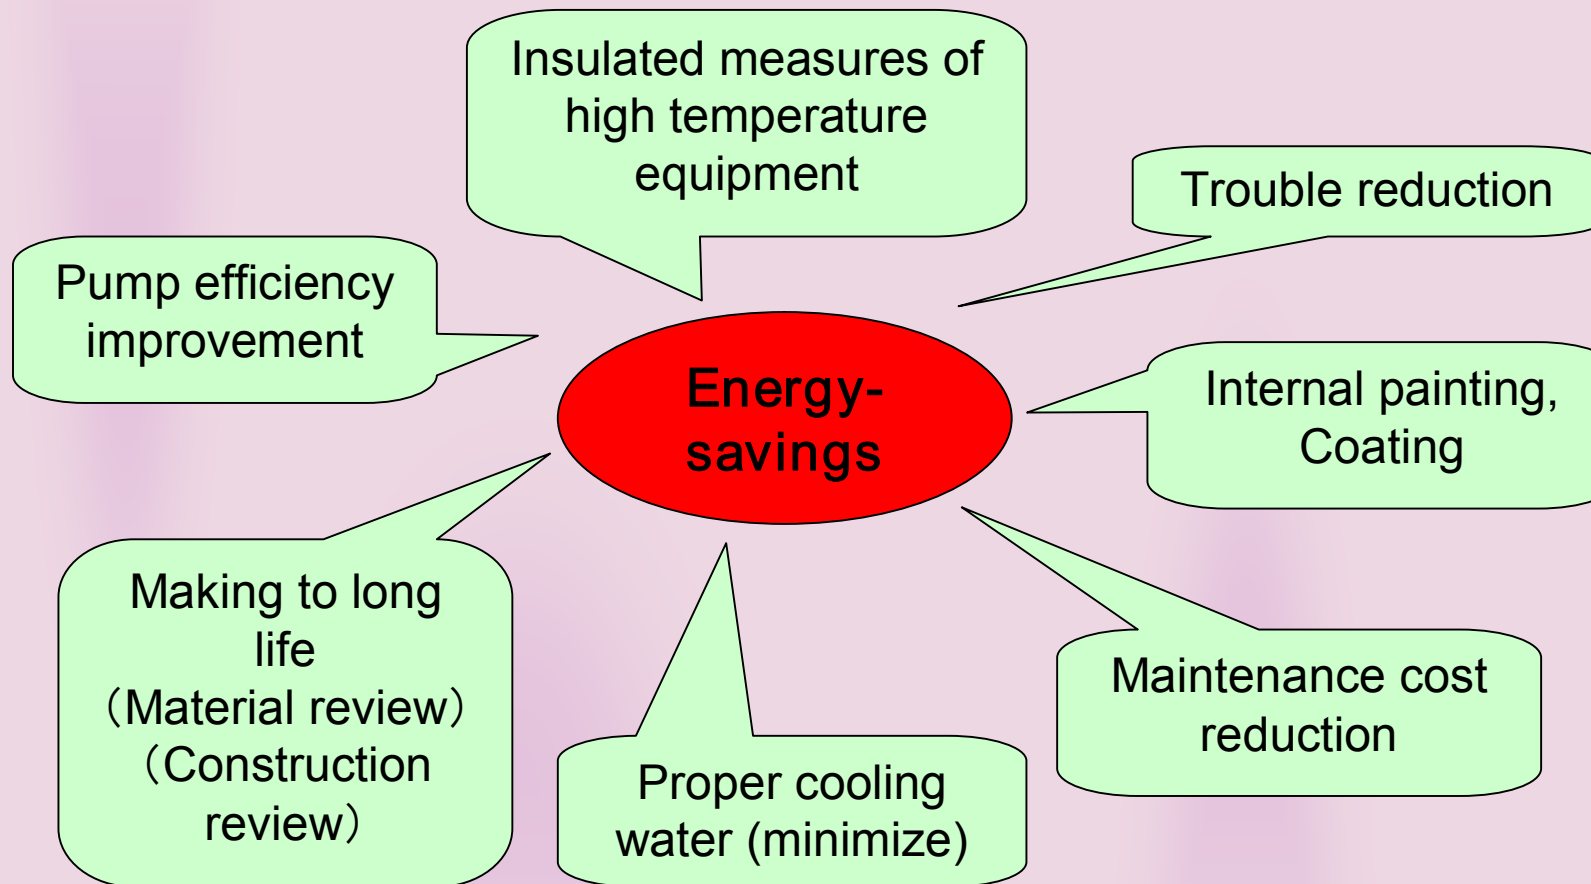 Insulated measures of
high temperature
equipment
Trouble reduction
Pump efficiency
improvement
Energy-
savings
Internal painting,
Coating
Making to long
life
（Material review）
（Construction
review）
Maintenance cost
reduction
Proper cooling
water (minimize)